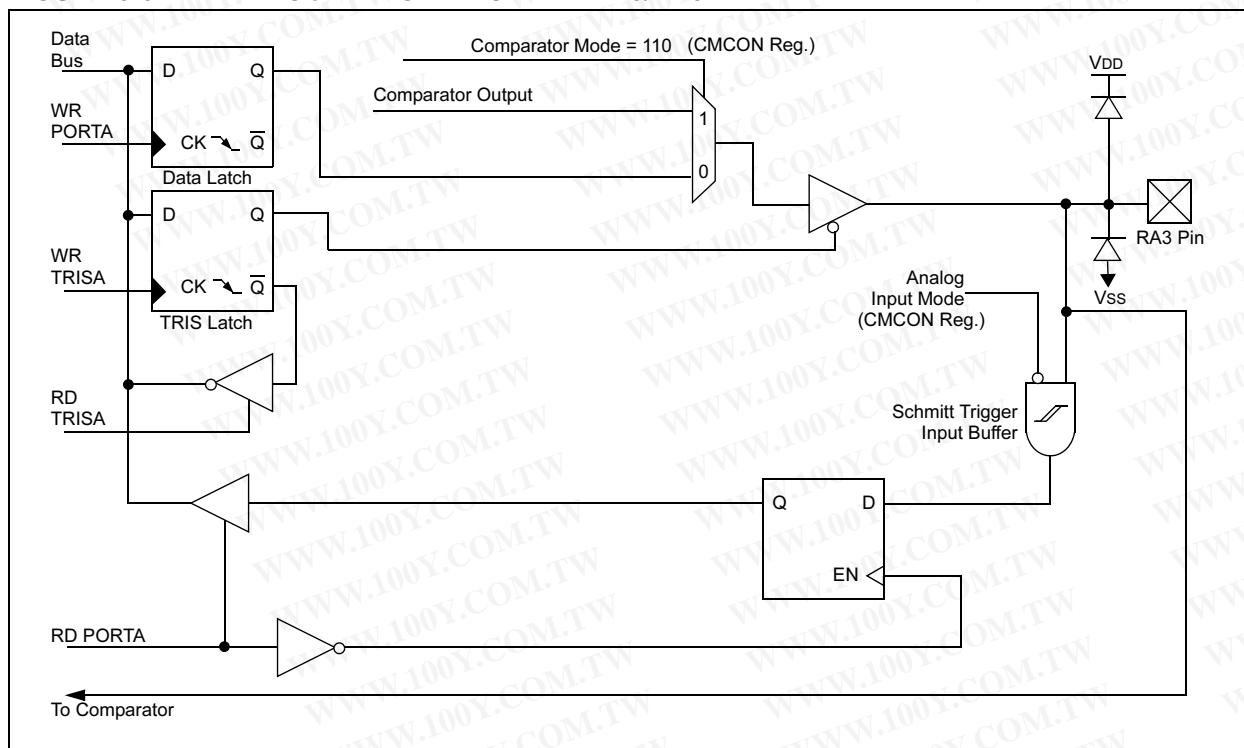 Data
Bus
D
Q
WR
PORTA
CK
Q
Data Latch
Comparator Mode = 110 (CMCON Reg.)
Comparator Output
1
0
VDD
RA3 Pin
VSS
D
Q
WR
TRISA
CK
Q
TRIS Latch
Analog
Input Mode
(CMCON Reg.)
RD
TRISA
Schmitt Trigger
Input Buffer
Q
D
EN
RD PORTA
To Comparator
WWW.100Y.COM.TW